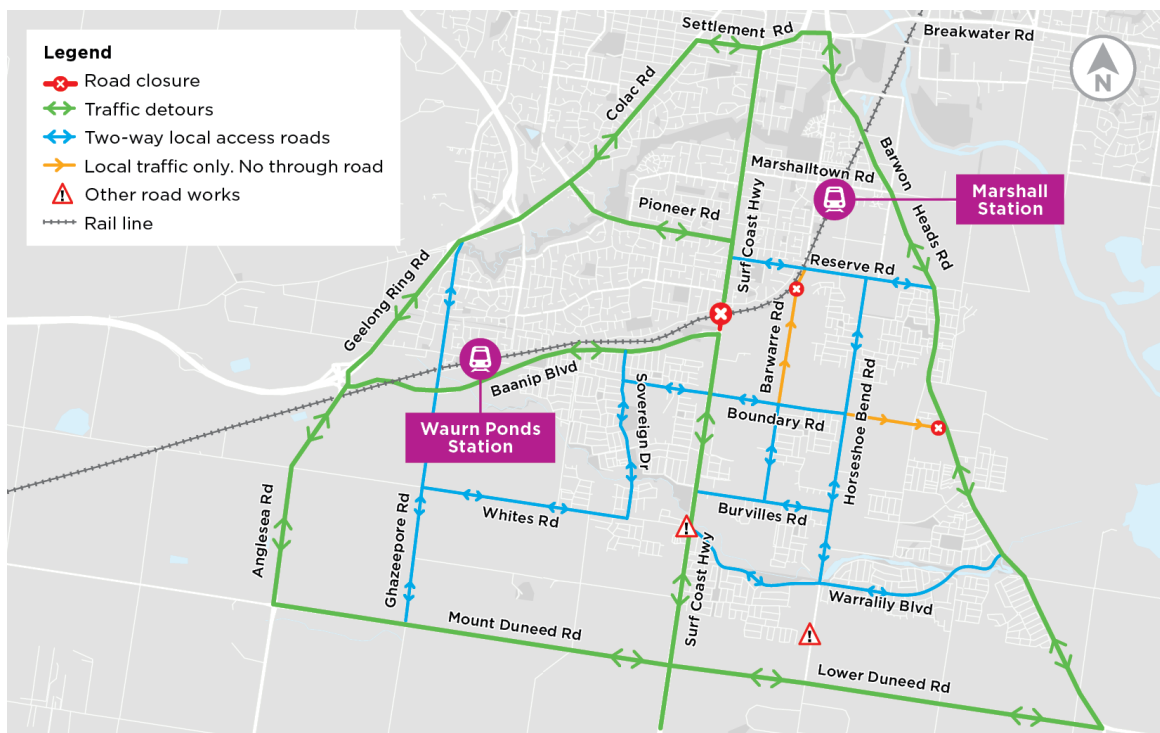 Legend
Road closure
Traffic detours
Two-way local access roads
Local traffic only. No through road
Other road works
Rail line
Settlement Rd
Breakwater Rd
N
Colac Rd
Marshalltown Rd
Barwon Heads Rd
Marshall
Station
Pioneer Rd
Surf Coast Hwy
Reserve Rd
Geelong Ring Rd
Barwarre Rd
Baanip Blvd
Horseshoe Bend Rd
Sovereign Dr
Boundary Rd
Waurn Ponds
Station
Anglesea Rd
Whites Rd
Burvilles Rd
Ghazeepore Rd
Surf Coast Hwy
Warralily Blvd
Mount Duneed Rd
Lower Duneed Rd